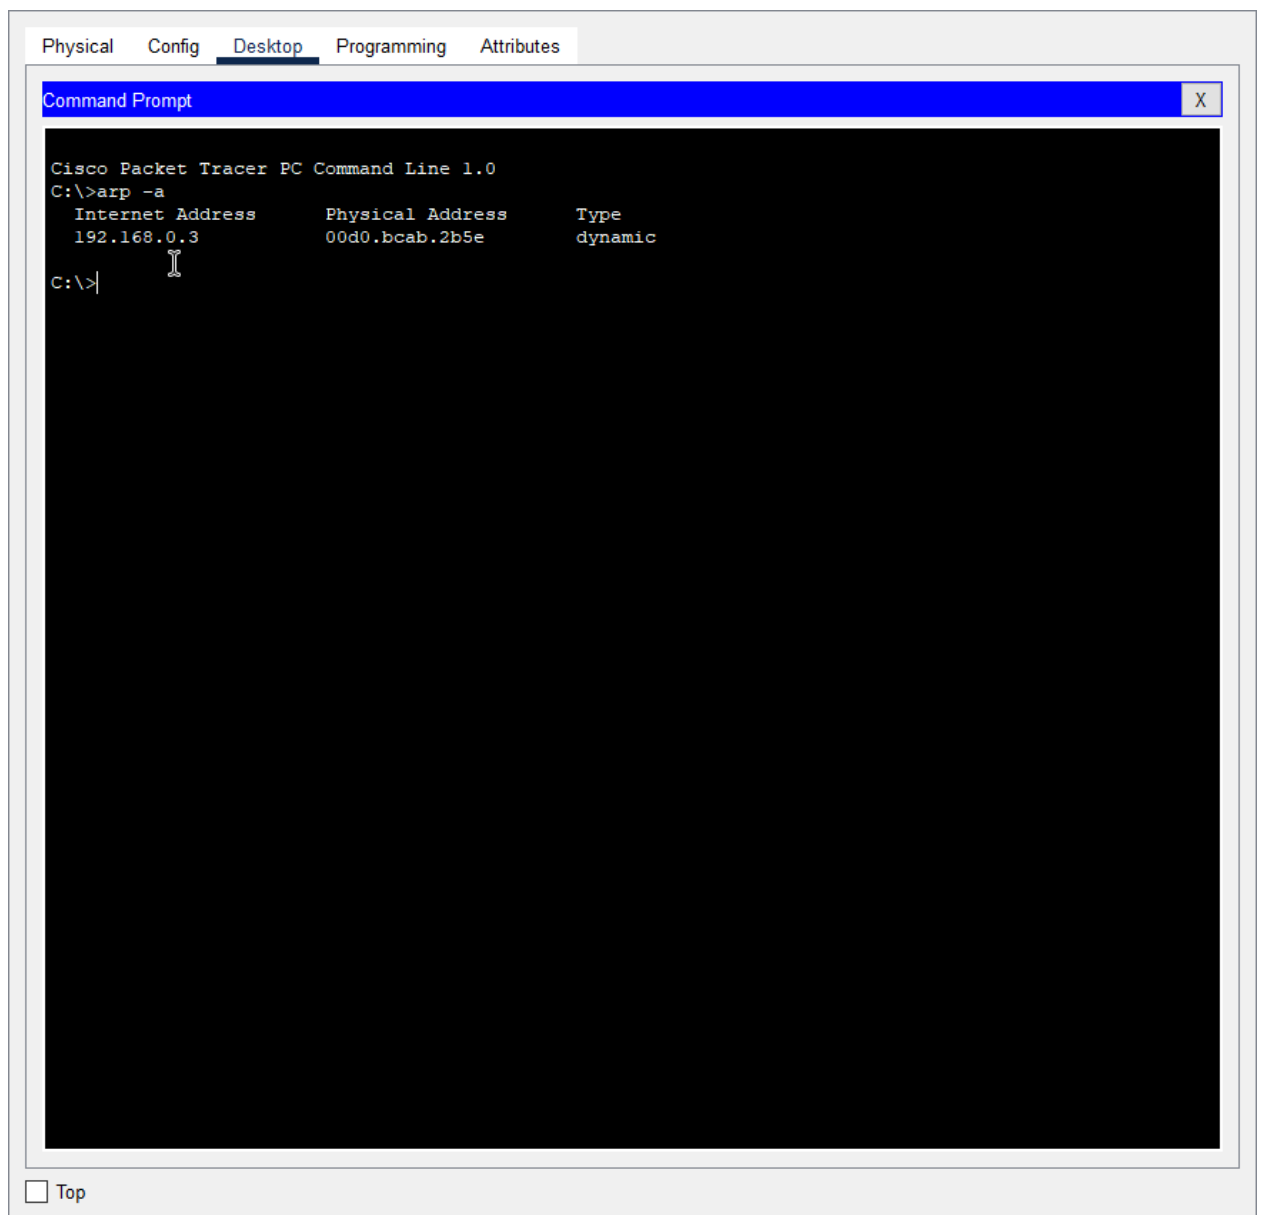 Physical Config Desktop Programming Attributes
Command Prompt X
Cisco Packet Tracer PC Command Line 1.0
C:\>arp -a
Internet Address Physical Address Type
192.168.0.3 00d0.bcab.2b5e dynamic
C:\>
Top